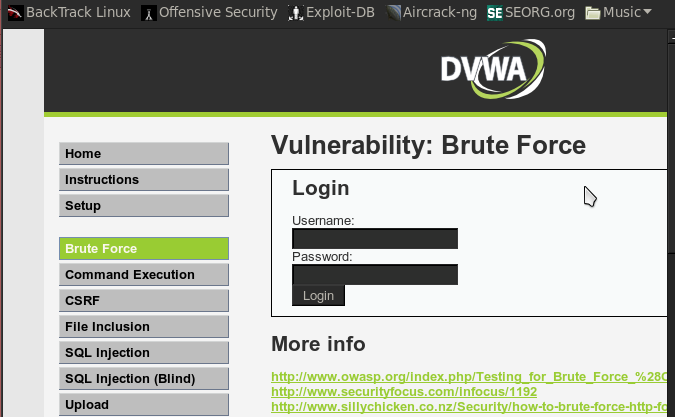 BackTrack Linux Offensive Security Exploit-DB Aircrack-ng SEORG.org Music
DVWA
Home
Instructions
Setup
Brute Force
Command Execution
CSRF
File Inclusion
SQL Injection
SQL Injection (Blind)
Upload
Vulnerability: Brute Force
Login
Username:
Password:
Login
More info
http://www.owasp.org/index.php/Testing_for_Brute_Force_%28
http://www.securityfocus.com/infocus/1192
http://www.sillychicken.co.nz/Security/how-to-brute-force-http-fo